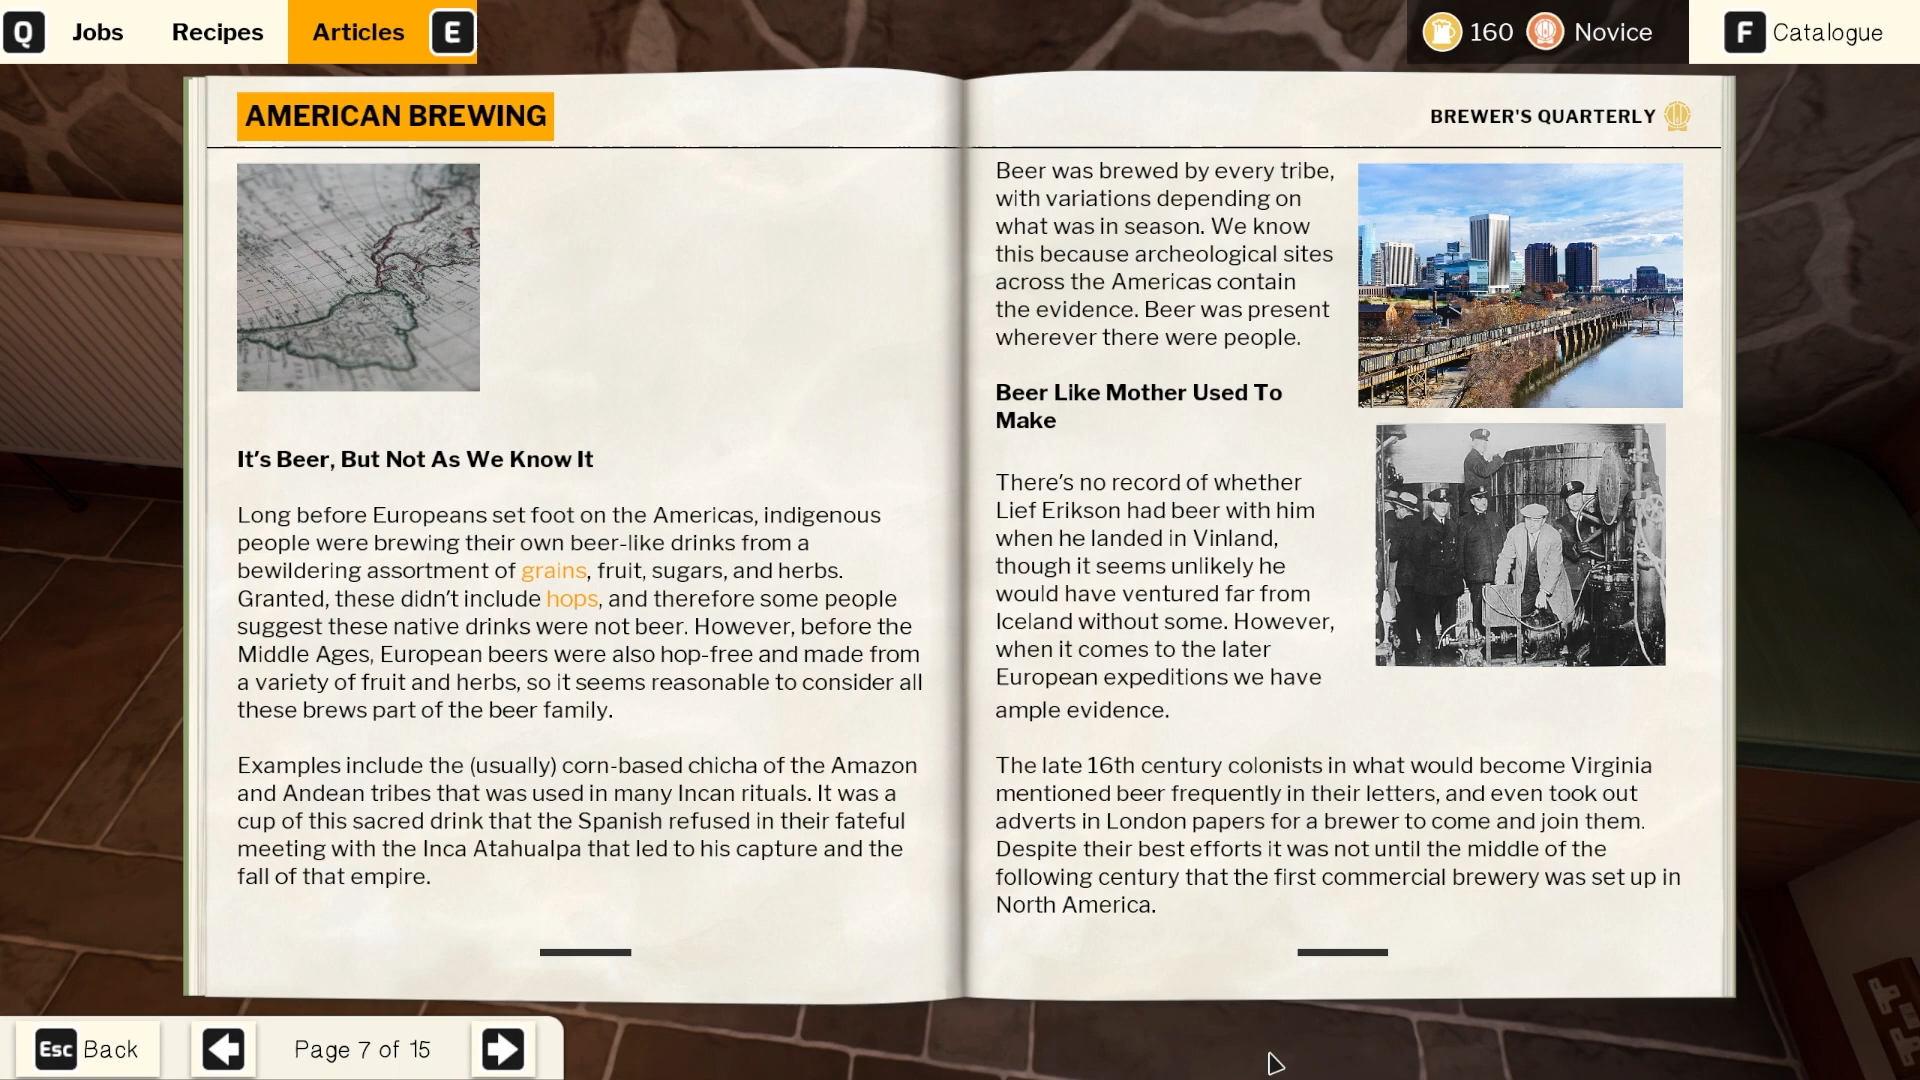 Q Jobs Recipes Articles E
160 Novice F Catalogue
AMERICAN BREWING
BREWER'S QUARTERLY
It's Beer, But Not As We Know It
Long before Europeans set foot on the Americas, indigenous
people were brewing their own beer-like drinks from a
bewildering assortment of grains, fruit, sugars, and herbs.
Granted, these didn't include hops, and therefore some people
suggest these native drinks were not beer. However, before the
Middle Ages, European beers were also hop-free and made from
a variety of fruit and herbs, so it seems reasonable to consider all
these brews part of the beer family.
Examples include the (usually) corn-based chicha of the Amazon
and Andean tribes that was used in many Incan rituals. It was a
cup of this sacred drink that the Spanish refused in their fateful
meeting with the Inca Atahualpa that led to his capture and the
fall of that empire.
Beer was brewed by every tribe,
with variations depending on
what was in season. We know
this because archeological sites
across the Americas contain
the evidence. Beer was present
wherever there were people.
Beer Like Mother Used To
Make
There's no record of whether
Lief Erikson had beer with him
when he landed in Vinland,
though it seems unlikely he
would have ventured far from
Iceland without some. However,
when it comes to the later
European expeditions we have
ample evidence.
The late 16th century colonists in what would become Virginia
mentioned beer frequently in their letters, and even took out
adverts in London papers for a brewer to come and join them.
Despite their best efforts it was not until the middle of the
following century that the first commercial brewery was set up in
North America.
Esc Back Page 7 of 15